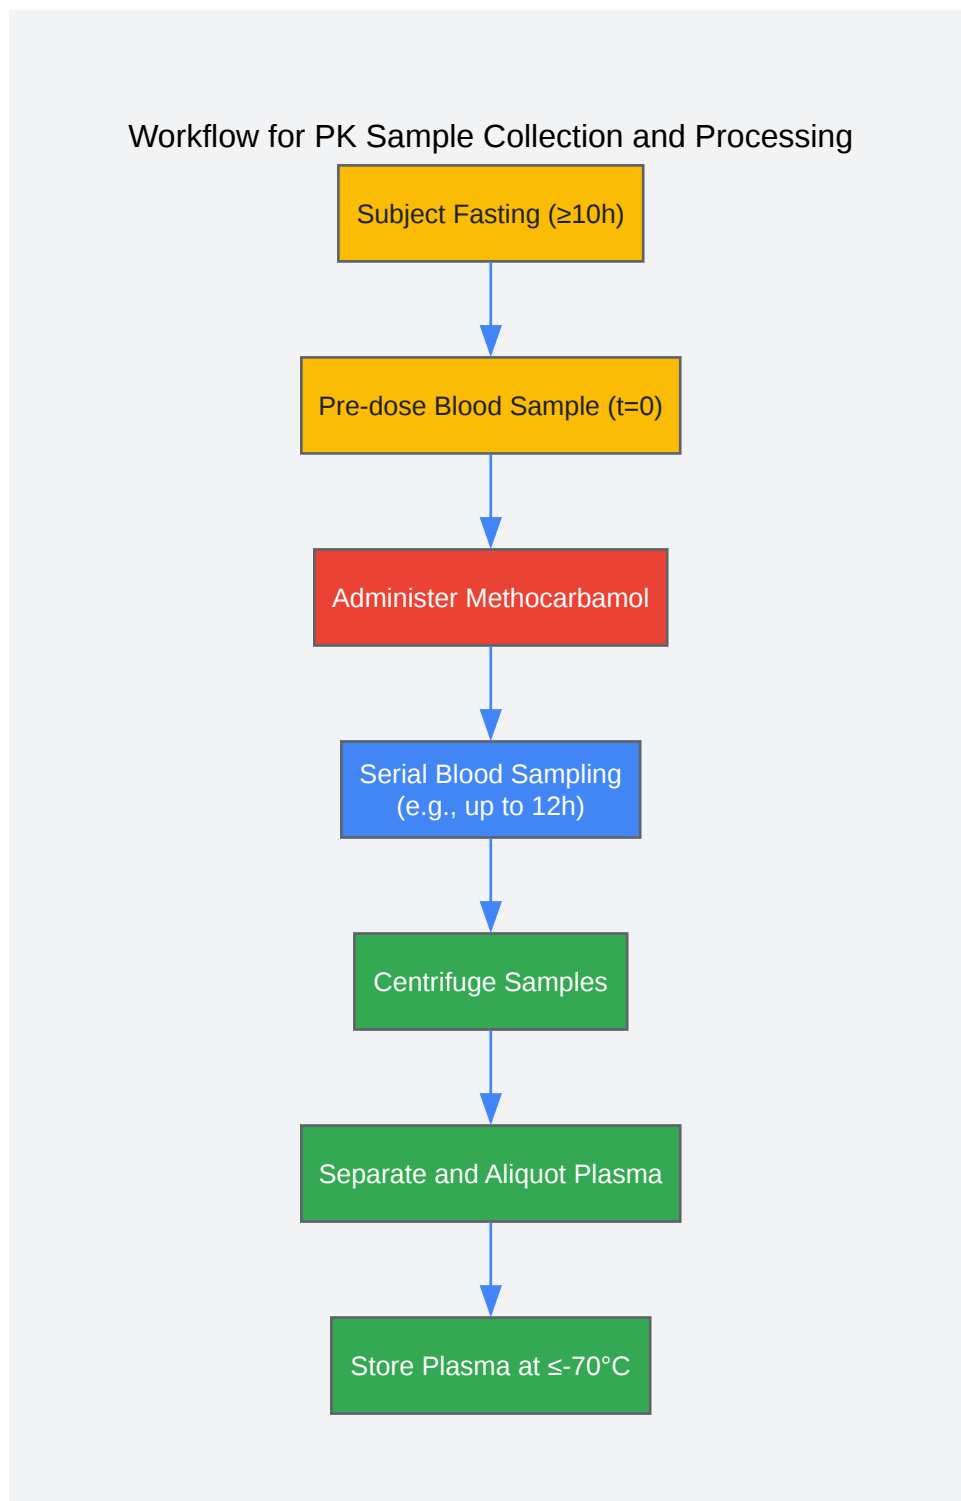 Workflow for PK Sample Collection and Processing
Subject Fasting (≥10h)
Pre-dose Blood Sample (t=0)
Administer Methocarbamol
Serial Blood Sampling
(e.g., up to 12h)
Centrifuge Samples
Separate and Aliquot Plasma
Store Plasma at ≤-70°C